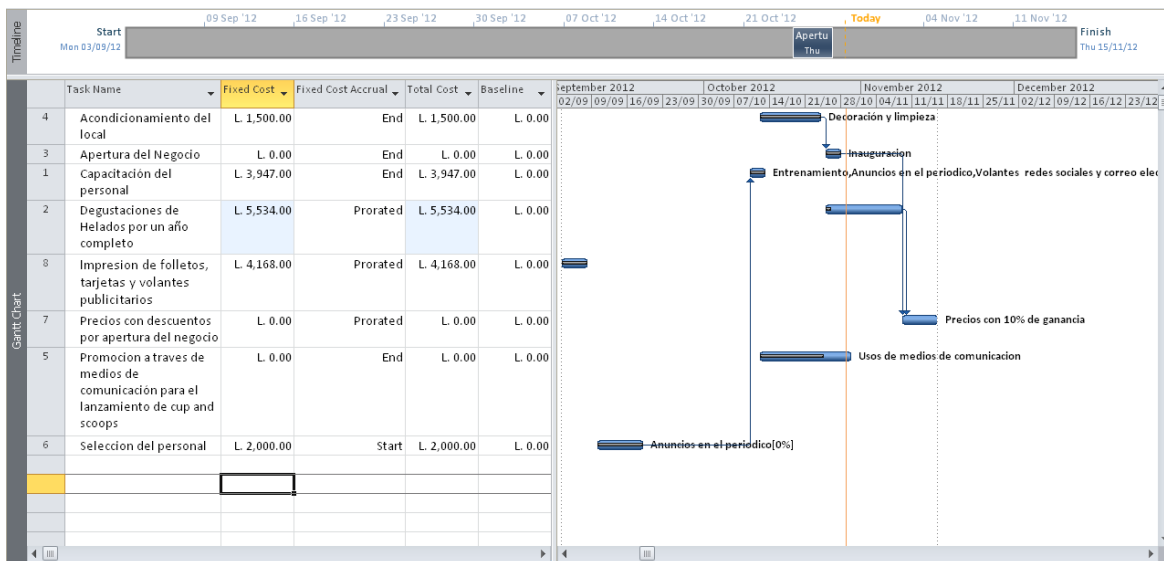 Timeline
09 Sep '12 16 Sep '12 23 Sep '12 30 Sep '12 07 Oct '12 14 Oct '12 21 Oct '12 Today 04 Nov '12 11 Nov '12
Start
Mon 03/09/12
Apertu
Thu
Finish
Thu 15/11/12
Gantt Chart
Task Name Fixed Cost Fixed Cost Accrual Total Cost Baseline
September 2012 October 2012 November 2012 December 2012
02/09 09/09 16/09 23/09 30/09 07/10 14/10 21/10 28/10 04/11 11/11 18/11 25/11 02/12 09/12 16/12 23/12
4 Acondicionamiento del L. 1,500.00 End L. 1,500.00 L. 0.00 Decoración y limpieza
local
3 Apertura del Negocio L. 0.00 End L. 0.00 L. 0.00 Inauguracion
1 Capacitación del L. 3,947.00 End L. 3,947.00 L. 0.00 Entrenamiento,Anuncios en el periodico,Volantes redes sociales y correo elec
personal
2 Degustaciones de L. 5,534.00 Prorated L. 5,534.00 L. 0.00
Helados por un año
completo
8 Impresion de folletos, L. 4,168.00 Prorated L. 4,168.00 L. 0.00
tarjetas y volantes
publicitarios
7 Precios con descuentos L. 0.00 Prorated L. 0.00 L. 0.00 Precios con 10% de ganancia
por apertura del negocio
5 Promocion a traves de L. 0.00 End L. 0.00 L. 0.00 Usos de medios de comunicacion
medios de
comunicación para el
lanzamiento de cup and
scoops
6 Seleccion del personal L. 2,000.00 Start L. 2,000.00 L. 0.00 Anuncios en el periodico[0%]